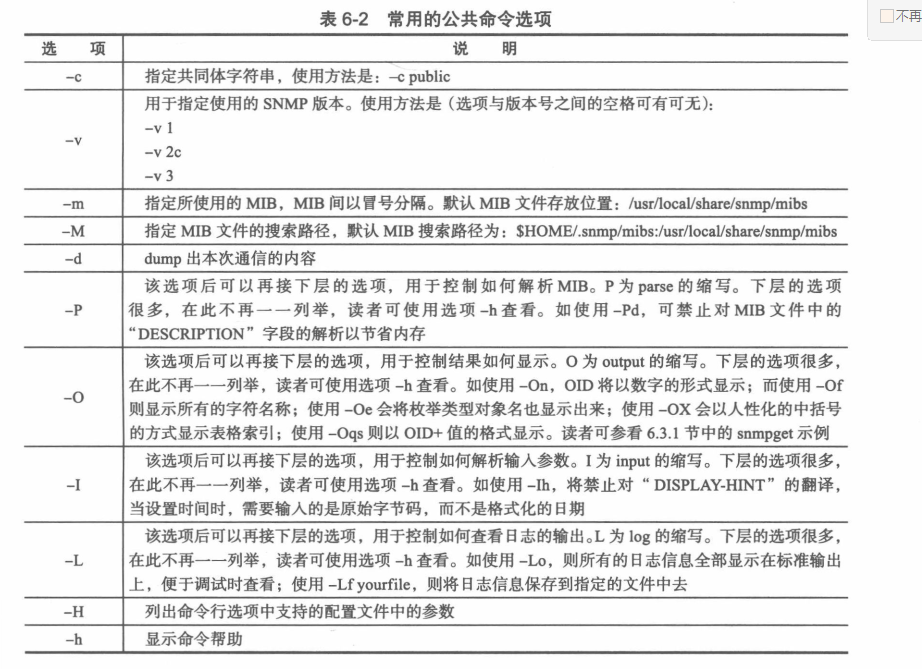 表 6-2 常用的公共命令选项
不再
选 项 说 明
–c 指定共同体字符串，使用方法是：–c public
用于指定使用的 SNMP 版本。使用方法是（选项与版本号之间的空格可有可无）：
–v
–v 1
–v 2c
–v 3
–m 指定所使用的 MIB，MIB 间以冒号分隔。默认 MIB 文件存放位置：/usr/local/share/snmp/mibs
–M 指定 MIB 文件的搜索路径，默认 MIB 搜索路径为：$HOME/.snmp/mibs:/usr/local/share/snmp/mibs
–d dump 出本次通信的内容
–P
该选项后可以再接下层的选项，用于控制如何解析 MIB。P 为 parse 的缩写。下层的选项
很多，在此不再一一列举，读者可使用选项 –h 查看。如使用 –Pd，可禁止对 MIB 文件中的
“DESCRIPTION”字段的解析以节省内存
–O
该选项后可以再接下层的选项，用于控制结果如何显示。O 为 output 的缩写。下层的选项很多，
在此不再一一列举，读者可使用选项 –h 查看。如使用 –On，OID 将以数字的形式显示；而使用 –Of
则显示所有的字符名称；使用 –Oe 会将枚举类型对象名也显示出来；使用 –OX 会以人性化的中括号
的方式显示表格索引；使用 –Oqs 则以 OID+ 值的格式显示。读者可参看 6.3.1 节中的 snmpget 示例
–I
该选项后可以再接下层的选项，用于控制如何解析输入参数。I 为 input 的缩写。下层的选项很多，
在此不再一一列举，读者可使用选项 –h 查看。如使用 –Ih，将禁止对“DISPLAY-HINT”的翻译，
当设置时间时，需要输入的是原始字节码，而不是格式化的日期
–L
该选项后可以再接下层的选项，用于控制如何查看日志的输出。L 为 log 的缩写。下层的选项很多，
在此不再一一列举，读者可使用选项 –h 查看。如使用 –Lo，则所有的日志信息全部显示在标准输出
上，便于调试时查看；使用 –Lf yourfile，则将日志信息保存到指定的文件中去
–H 列出命令行选项中支持的配置文件中的参数
–h 显示命令帮助